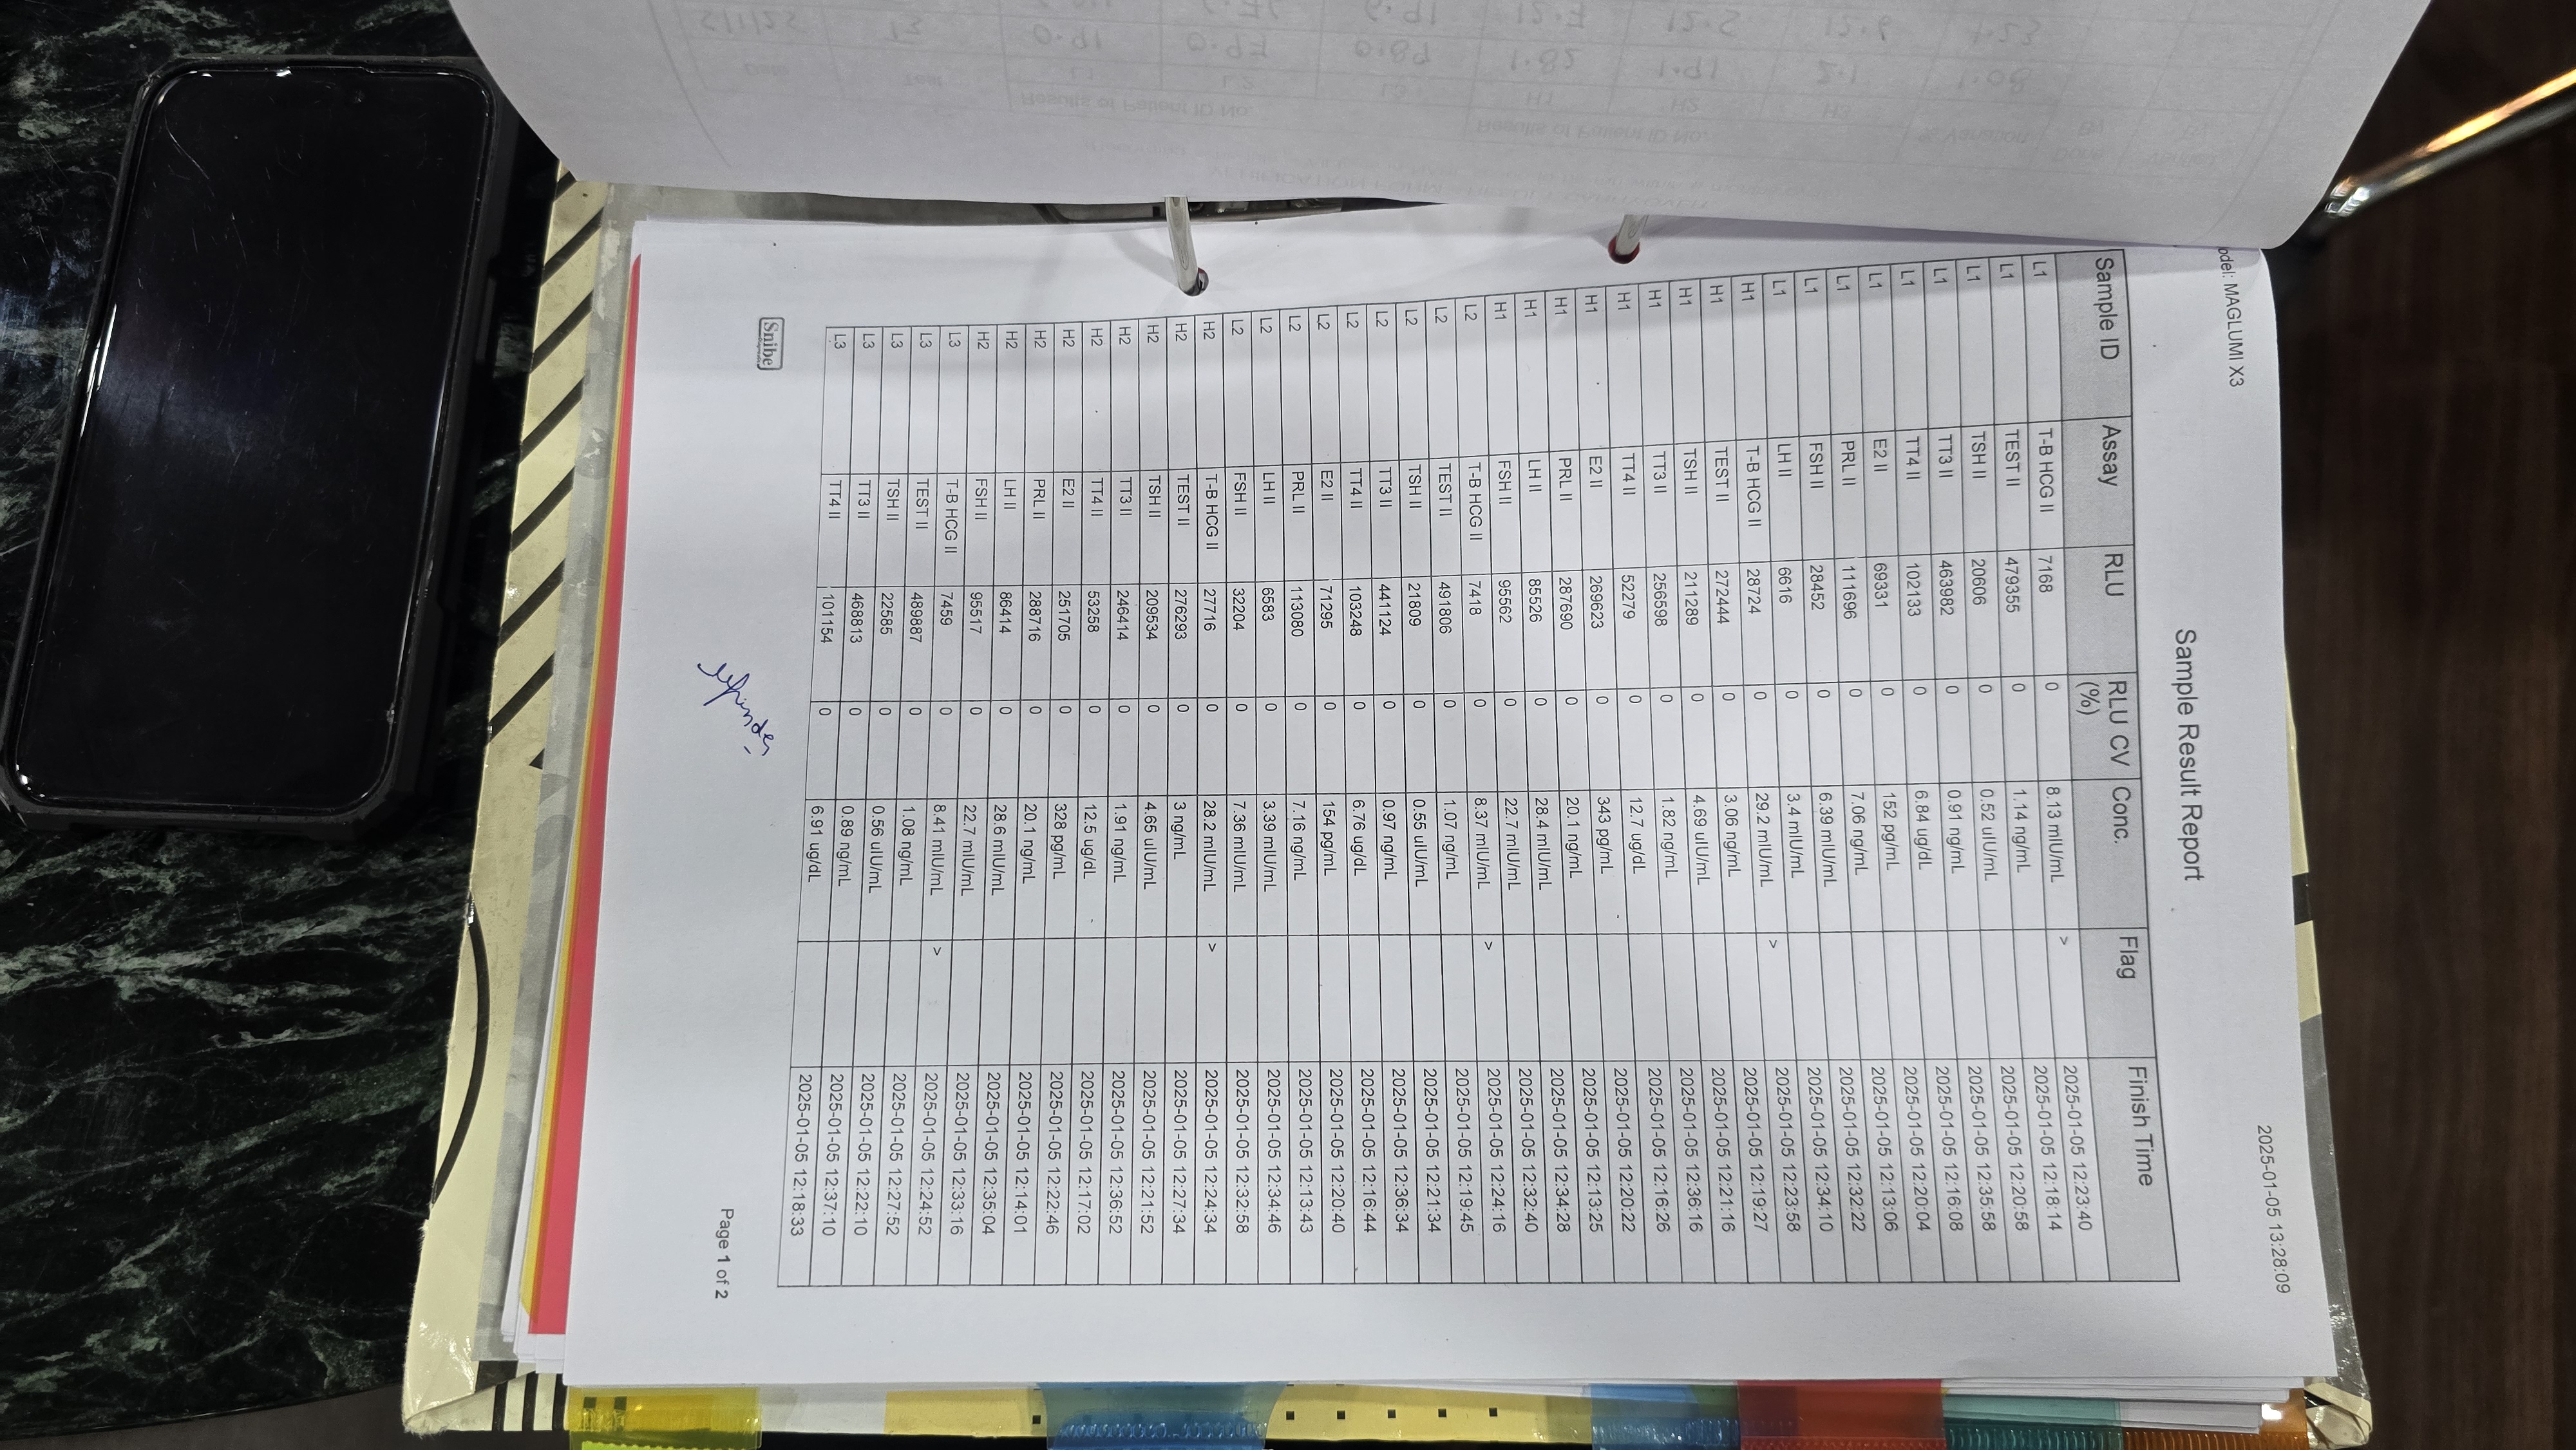 odel: MAGLUMI X3
2025-01-05 13:28:09
Sample Result Report
Sample ID Assay RLU RLU CV (%) Conc. Flag Finish Time
L1 T-B HCG II 7168 0 8.13 mIU/mL > 2025-01-05 12:23:40
L1 TEST II 479355 0 1.14 ng/mL 2025-01-05 12:18:14
L1 TSH II 20606 0 0.52 uIU/mL 2025-01-05 12:20:58
L1 TT3 II 463982 0 0.91 ng/mL 2025-01-05 12:35:58
L1 TT4 II 102133 0 6.84 ug/dL 2025-01-05 12:16:08
L1 E2 II 69331 0 152 pg/mL 2025-01-05 12:20:04
L1 PRL II 111696 0 7.06 ng/mL 2025-01-05 12:13:06
L1 FSH II 28452 0 6.39 mIU/mL 2025-01-05 12:32:22
L1 LH II 6616 0 3.4 mIU/mL 2025-01-05 12:34:10
H1 T-B HCG II 28724 0 29.2 mIU/mL > 2025-01-05 12:23:58
H1 TEST II 272444 0 3.06 ng/mL 2025-01-05 12:19:27
H1 TSH II 211289 0 4.69 uIU/mL 2025-01-05 12:21:16
H1 TT3 II 256598 0 1.82 ng/mL 2025-01-05 12:36:16
H1 TT4 II 52279 0 12.7 ug/dL 2025-01-05 12:16:26
H1 E2 II 269623 0 343 pg/mL 2025-01-05 12:20:22
H1 PRL II 287690 0 20.1 ng/mL 2025-01-05 12:13:25
H1 LH II 85526 0 28.4 mIU/mL 2025-01-05 12:34:28
H1 FSH II 95562 0 22.7 mIU/mL 2025-01-05 12:32:40
L2 T-B HCG II 7418 0 8.37 mIU/mL > 2025-01-05 12:24:16
L2 TEST II 491806 0 1.07 ng/mL 2025-01-05 12:19:45
L2 TSH II 21809 0 0.55 uIU/mL 2025-01-05 12:21:34
L2 TT3 II 441124 0 0.97 ng/mL 2025-01-05 12:36:34
L2 TT4 II 103248 0 6.76 ug/dL 2025-01-05 12:16:44
L2 E2 II 71295 0 154 pg/mL 2025-01-05 12:20:40
L2 PRL II 113080 0 7.16 ng/mL 2025-01-05 12:13:43
L2 LH II 6583 0 3.39 mIU/mL 2025-01-05 12:34:46
L2 FSH II 32204 0 7.36 mIU/mL 2025-01-05 12:32:58
H2 T-B HCG II 27716 0 28.2 mIU/mL > 2025-01-05 12:24:34
H2 TEST II 276293 0 3 ng/mL 2025-01-05 12:27:34
H2 TSH II 209534 0 4.65 uIU/mL 2025-01-05 12:21:52
H2 TT3 II 246414 0 1.91 ng/mL 2025-01-05 12:36:52
H2 TT4 II 53258 0 12.5 ug/dL 2025-01-05 12:17:02
H2 E2 II 251705 0 328 pg/mL 2025-01-05 12:22:46
H2 PRL II 288716 0 20.1 ng/mL 2025-01-05 12:14:01
H2 LH II 86414 0 28.6 mIU/mL 2025-01-05 12:35:04
H2 FSH II 95517 0 22.7 mIU/mL 2025-01-05 12:33:16
L3 T-B HCG II 7459 0 8.41 mIU/mL > 2025-01-05 12:24:52
L3 TEST II 489887 0 1.08 ng/mL 2025-01-05 12:27:52
L3 TSH II 22585 0 0.56 uIU/mL 2025-01-05 12:22:10
L3 TT3 II 468813 0 0.89 ng/mL 2025-01-05 12:37:10
L3 TT4 II 101154 0 6.91 ug/dL 2025-01-05 12:18:33
Snibe
Page 1 of 2